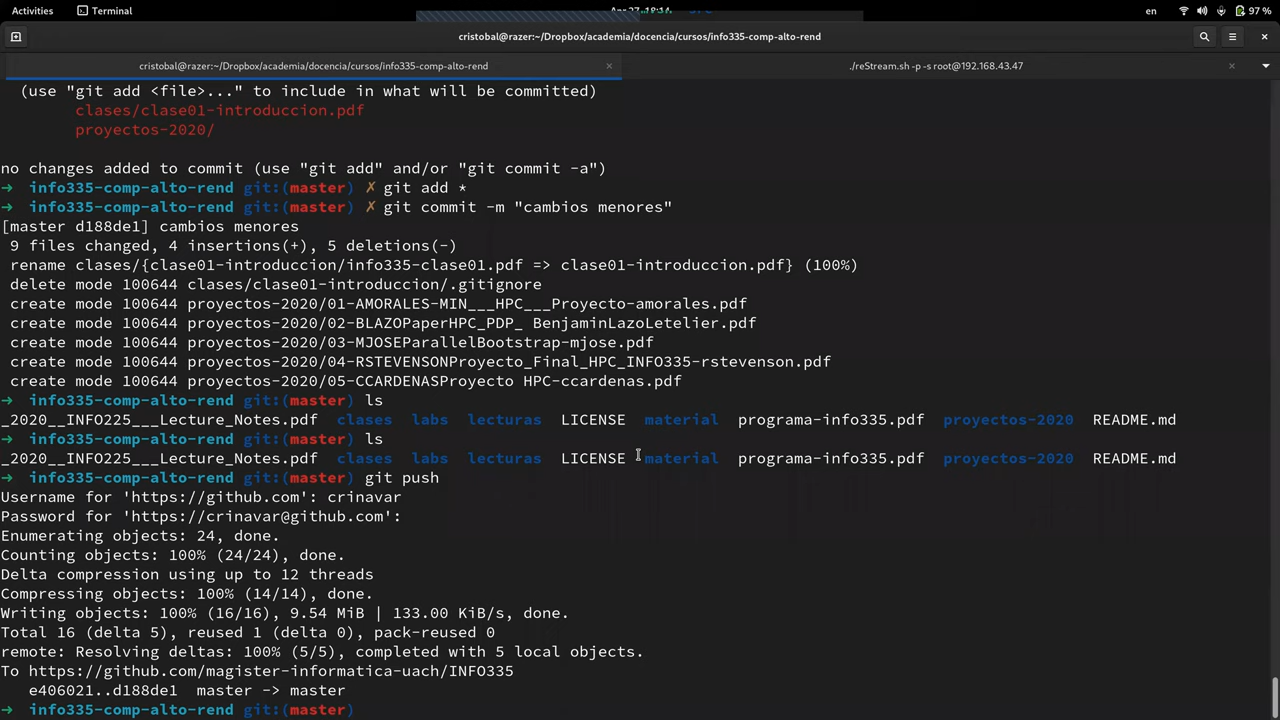 Activities Terminal en 97 %
cristobal@razer:~/Dropbox/academia/docencia/cursos/info335-comp-alto-rend
cristobal@razer:~/Dropbox/academia/docencia/cursos/info335-comp-alto-rend × ./reStream.sh -p -s root@192.168.43.47 ×
(use "git add <file>..." to include in what will be committed)
clases/clase01-introduccion.pdf
proyectos-2020/
no changes added to commit (use "git add" and/or "git commit -a")
→ info335-comp-alto-rend git:(master) ✗ git add *
→ info335-comp-alto-rend git:(master) ✗ git commit -m "cambios menores"
[master d188de1] cambios menores
9 files changed, 4 insertions(+), 5 deletions(-)
rename clases/{clase01-introduccion/info335-clase01.pdf => clase01-introduccion.pdf} (100%)
delete mode 100644 clases/clase01-introduccion/.gitignore
create mode 100644 proyectos-2020/01-AMORALES-MIN___HPC___Proyecto-amorales.pdf
create mode 100644 proyectos-2020/02-BLAZOPaperHPC_PDP_ BenjaminLazoLetelier.pdf
create mode 100644 proyectos-2020/03-MJOSEParallelBootstrap-mjose.pdf
create mode 100644 proyectos-2020/04-RSTEVENSONProyecto_Final_HPC_INFO335-rstevenson.pdf
create mode 100644 proyectos-2020/05-CCARDENASProyecto HPC-ccardenas.pdf
→ info335-comp-alto-rend git:(master) ls
_2020__INFO225___Lecture_Notes.pdf clases labs lecturas LICENSE material programa-info335.pdf proyectos-2020 README.md
→ info335-comp-alto-rend git:(master) ls
_2020__INFO225___Lecture_Notes.pdf clases labs lecturas LICENSE material programa-info335.pdf proyectos-2020 README.md
→ info335-comp-alto-rend git:(master) git push
Username for 'https://github.com': crinavar
Password for 'https://crinavar@github.com':
Enumerating objects: 24, done.
Counting objects: 100% (24/24), done.
Delta compression using up to 12 threads
Compressing objects: 100% (14/14), done.
Writing objects: 100% (16/16), 9.54 MiB | 133.00 KiB/s, done.
Total 16 (delta 5), reused 1 (delta 0), pack-reused 0
remote: Resolving deltas: 100% (5/5), completed with 5 local objects.
To https://github.com/magister-informatica-uach/INFO335
e406021..d188de1 master -> master
→ info335-comp-alto-rend git:(master)